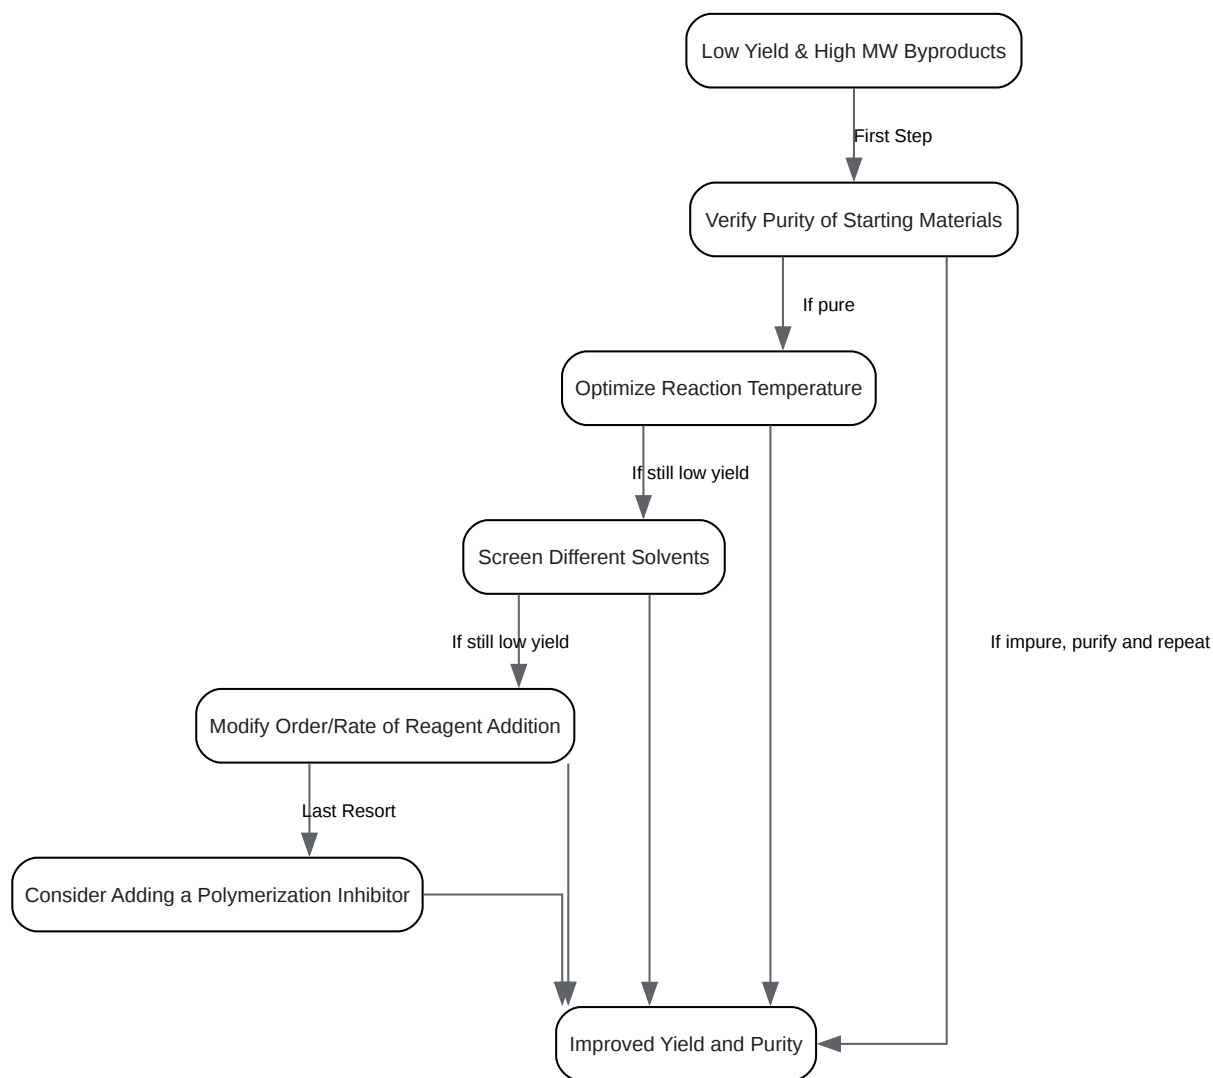 Low Yield & High MW Byproducts
First Step
Verify Purity of Starting Materials
If pure
Optimize Reaction Temperature
If still low yield
Screen Different Solvents
If still low yield
If impure, purify and repeat
Modify Order/Rate of Reagent Addition
Last Resort
Consider Adding a Polymerization Inhibitor
Improved Yield and Purity